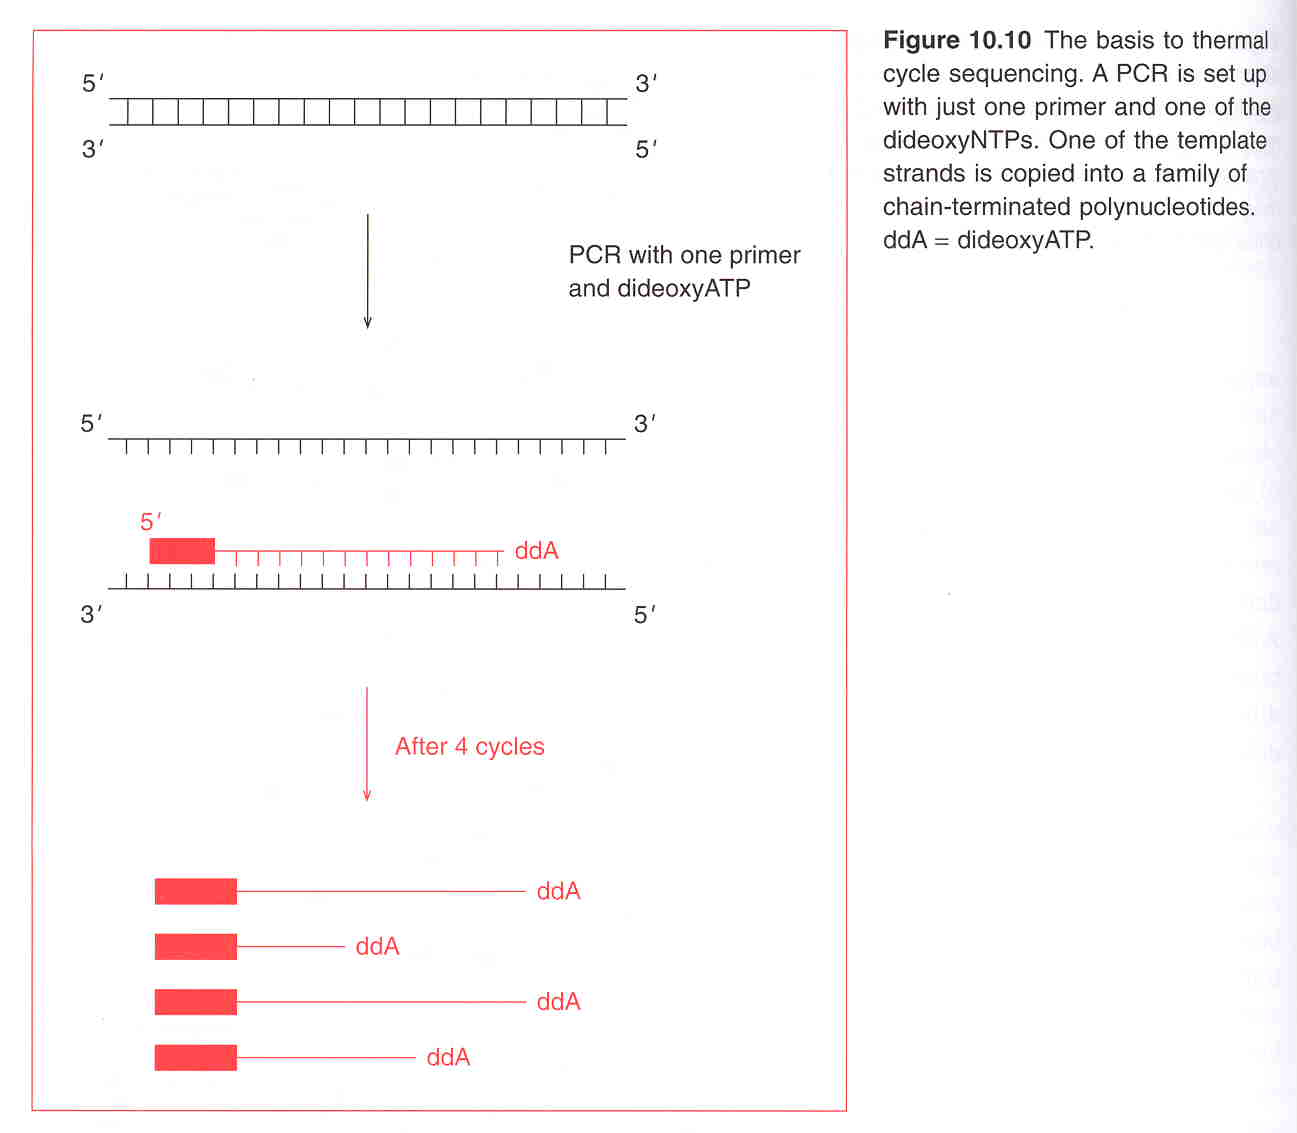 Figure 10.10 The basis to thermal
cycle sequencing. A PCR is set up
with just one primer and one of the
dideoxyNTPs. One of the template
strands is copied into a family of
chain-terminated polynucleotides.
ddA = dideoxyATP.
5′ 3′
3′ 5′
PCR with one primer
and dideoxyATP
5′ 3′
5′
ddA
3′ 5′
After 4 cycles
ddA
ddA
ddA
ddA